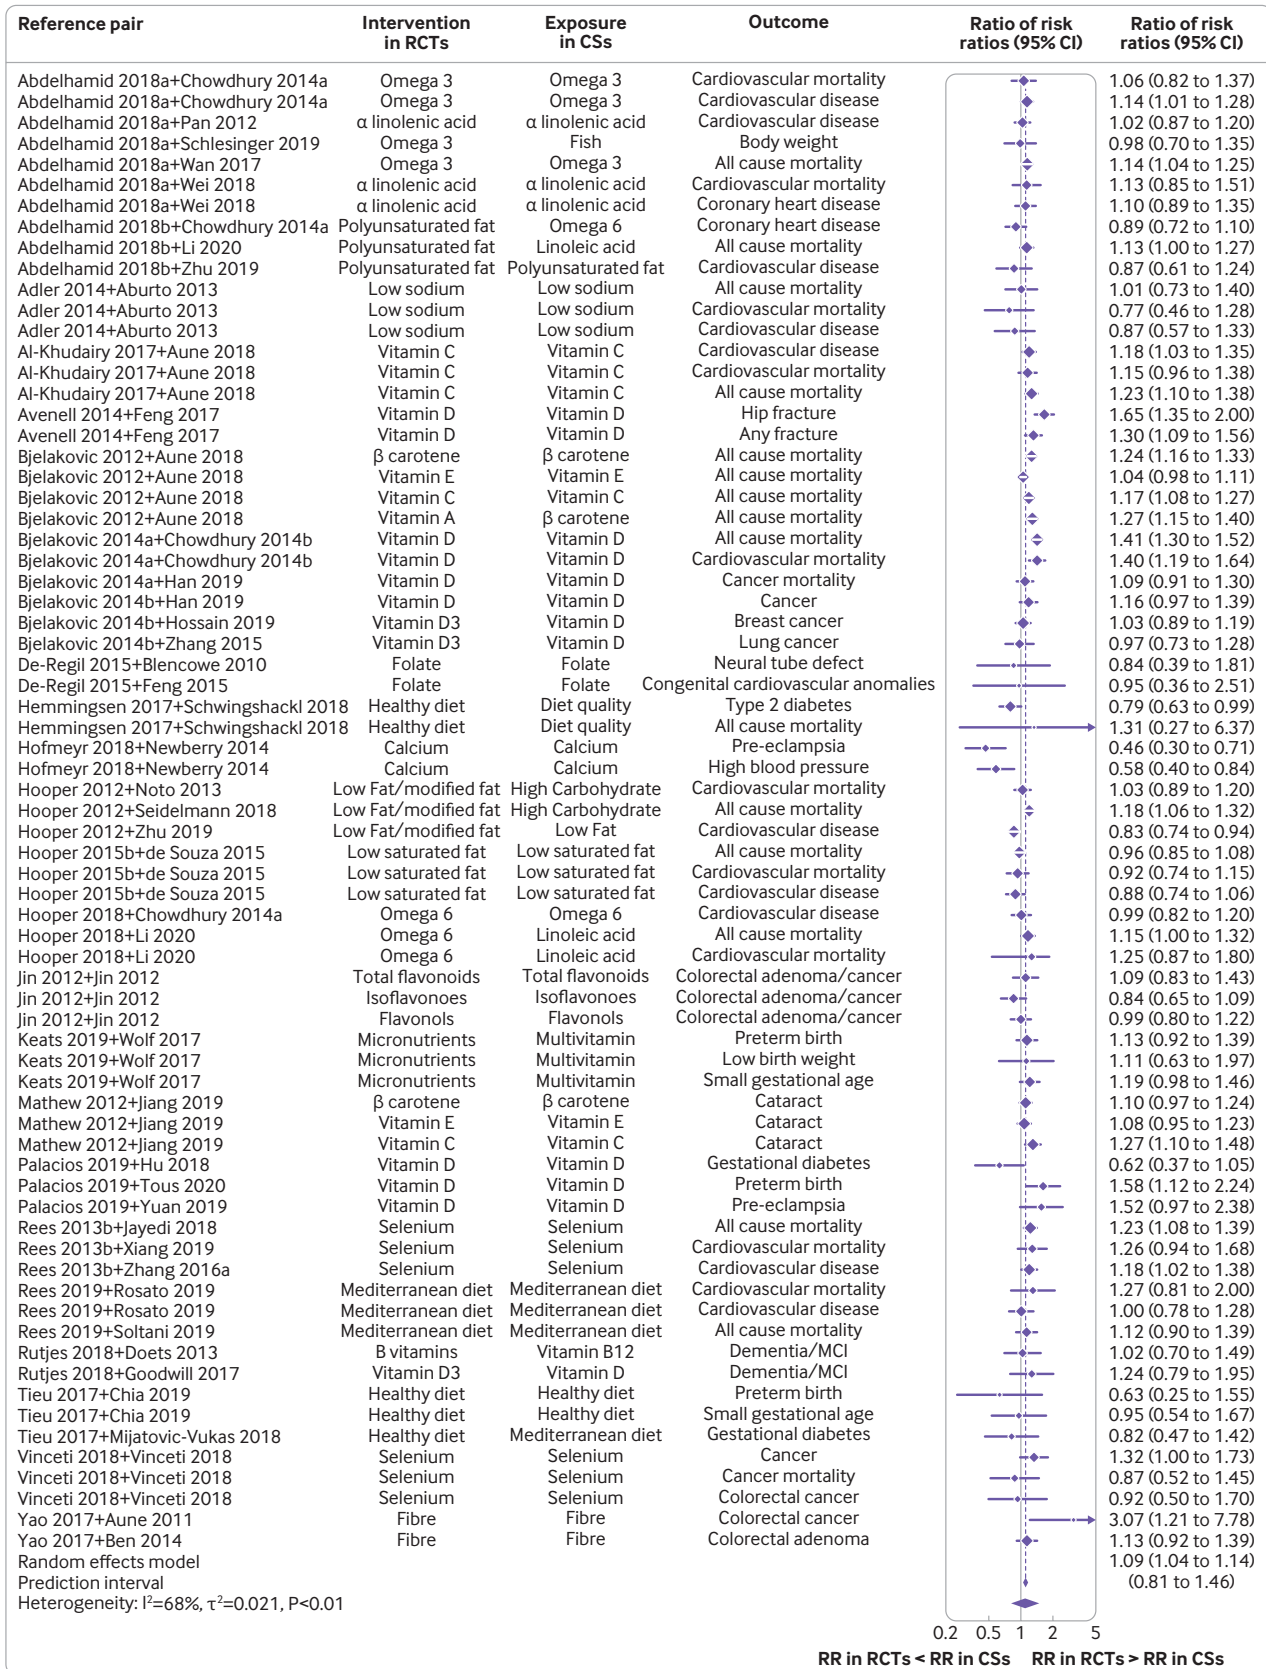 Reference pair Intervention in RCTs Exposure in CSs Outcome Ratio of risk ratios (95% CI) Ratio of risk ratios (95% CI)
Abdelhamid 2018a+Chowdhury 2014a Omega 3 Omega 3 Cardiovascular mortality 1.06 (0.82 to 1.37)
Abdelhamid 2018a+Chowdhury 2014a Omega 3 Omega 3 Cardiovascular disease 1.14 (1.01 to 1.28)
Abdelhamid 2018a+Pan 2012 α linolenic acid α linolenic acid Cardiovascular disease 1.02 (0.87 to 1.20)
Abdelhamid 2018a+Schlesinger 2019 Omega 3 Fish Body weight 0.98 (0.70 to 1.35)
Abdelhamid 2018a+Wan 2017 Omega 3 Omega 3 All cause mortality 1.14 (1.04 to 1.25)
Abdelhamid 2018a+Wei 2018 α linolenic acid α linolenic acid Cardiovascular mortality 1.13 (0.85 to 1.51)
Abdelhamid 2018a+Wei 2018 α linolenic acid α linolenic acid Coronary heart disease 1.10 (0.89 to 1.35)
Abdelhamid 2018b+Chowdhury 2014a Polyunsaturated fat Omega 6 Coronary heart disease 0.89 (0.72 to 1.10)
Abdelhamid 2018b+Li 2020 Polyunsaturated fat Linoleic acid All cause mortality 1.13 (1.00 to 1.27)
Abdelhamid 2018b+Zhu 2019 Polyunsaturated fat Polyunsaturated fat Cardiovascular disease 0.87 (0.61 to 1.24)
Adler 2014+Aburto 2013 Low sodium Low sodium All cause mortality 1.01 (0.73 to 1.40)
Adler 2014+Aburto 2013 Low sodium Low sodium Cardiovascular mortality 0.77 (0.46 to 1.28)
Adler 2014+Aburto 2013 Low sodium Low sodium Cardiovascular disease 0.87 (0.57 to 1.33)
Al-Khudairy 2017+Aune 2018 Vitamin C Vitamin C Cardiovascular disease 1.18 (1.03 to 1.35)
Al-Khudairy 2017+Aune 2018 Vitamin C Vitamin C Cardiovascular mortality 1.15 (0.96 to 1.38)
Al-Khudairy 2017+Aune 2018 Vitamin C Vitamin C All cause mortality 1.23 (1.10 to 1.38)
Avenell 2014+Feng 2017 Vitamin D Vitamin D Hip fracture 1.65 (1.35 to 2.00)
Avenell 2014+Feng 2017 Vitamin D Vitamin D Any fracture 1.30 (1.09 to 1.56)
Bjelakovic 2012+Aune 2018 β carotene β carotene All cause mortality 1.24 (1.16 to 1.33)
Bjelakovic 2012+Aune 2018 Vitamin E Vitamin E All cause mortality 1.04 (0.98 to 1.11)
Bjelakovic 2012+Aune 2018 Vitamin C Vitamin C All cause mortality 1.17 (1.08 to 1.27)
Bjelakovic 2012+Aune 2018 Vitamin A β carotene All cause mortality 1.27 (1.15 to 1.40)
Bjelakovic 2014a+Chowdhury 2014b Vitamin D Vitamin D All cause mortality 1.41 (1.30 to 1.52)
Bjelakovic 2014a+Chowdhury 2014b Vitamin D Vitamin D Cardiovascular mortality 1.40 (1.19 to 1.64)
Bjelakovic 2014a+Han 2019 Vitamin D Vitamin D Cancer mortality 1.09 (0.91 to 1.30)
Bjelakovic 2014b+Han 2019 Vitamin D Vitamin D Cancer 1.16 (0.97 to 1.39)
Bjelakovic 2014b+Hossain 2019 Vitamin D3 Vitamin D Breast cancer 1.03 (0.89 to 1.19)
Bjelakovic 2014b+Zhang 2015 Vitamin D3 Vitamin D Lung cancer 0.97 (0.73 to 1.28)
De-Regil 2015+Blencowe 2010 Folate Folate Neural tube defect 0.84 (0.39 to 1.81)
De-Regil 2015+Feng 2015 Folate Folate Congenital cardiovascular anomalies 0.95 (0.36 to 2.51)
Hemmingsen 2017+Schwingshackl 2018 Healthy diet Diet quality Type 2 diabetes 0.79 (0.63 to 0.99)
Hemmingsen 2017+Schwingshackl 2018 Healthy diet Diet quality All cause mortality 1.31 (0.27 to 6.37)
Hofmeyr 2018+Newberry 2014 Calcium Calcium Pre-eclampsia 0.46 (0.30 to 0.71)
Hofmeyr 2018+Newberry 2014 Calcium Calcium High blood pressure 0.58 (0.40 to 0.84)
Hooper 2012+Noto 2013 Low Fat/modified fat High Carbohydrate Cardiovascular mortality 1.03 (0.89 to 1.20)
Hooper 2012+Seidelmann 2018 Low Fat/modified fat High Carbohydrate All cause mortality 1.18 (1.06 to 1.32)
Hooper 2012+Zhu 2019 Low Fat/modified fat Low Fat Cardiovascular disease 0.83 (0.74 to 0.94)
Hooper 2015b+de Souza 2015 Low saturated fat Low saturated fat All cause mortality 0.96 (0.85 to 1.08)
Hooper 2015b+de Souza 2015 Low saturated fat Low saturated fat Cardiovascular mortality 0.92 (0.74 to 1.15)
Hooper 2015b+de Souza 2015 Low saturated fat Low saturated fat Cardiovascular disease 0.88 (0.74 to 1.06)
Hooper 2018+Chowdhury 2014a Omega 6 Omega 6 Cardiovascular disease 0.99 (0.82 to 1.20)
Hooper 2018+Li 2020 Omega 6 Linoleic acid All cause mortality 1.15 (1.00 to 1.32)
Hooper 2018+Li 2020 Omega 6 Linoleic acid Cardiovascular mortality 1.25 (0.87 to 1.80)
Jin 2012+Jin 2012 Total flavonoids Total flavonoids Colorectal adenoma/cancer 1.09 (0.83 to 1.43)
Jin 2012+Jin 2012 Isoflavonoes Isoflavonoes Colorectal adenoma/cancer 0.84 (0.65 to 1.09)
Jin 2012+Jin 2012 Flavonols Flavonols Colorectal adenoma/cancer 0.99 (0.80 to 1.22)
Keats 2019+Wolf 2017 Micronutrients Multivitamin Preterm birth 1.13 (0.92 to 1.39)
Keats 2019+Wolf 2017 Micronutrients Multivitamin Low birth weight 1.11 (0.63 to 1.97)
Keats 2019+Wolf 2017 Micronutrients Multivitamin Small gestational age 1.19 (0.98 to 1.46)
Mathew 2012+Jiang 2019 β carotene β carotene Cataract 1.10 (0.97 to 1.24)
Mathew 2012+Jiang 2019 Vitamin E Vitamin E Cataract 1.08 (0.95 to 1.23)
Mathew 2012+Jiang 2019 Vitamin C Vitamin C Cataract 1.27 (1.10 to 1.48)
Palacios 2019+Hu 2018 Vitamin D Vitamin D Gestational diabetes 0.62 (0.37 to 1.05)
Palacios 2019+Tous 2020 Vitamin D Vitamin D Preterm birth 1.58 (1.12 to 2.24)
Palacios 2019+Yuan 2019 Vitamin D Vitamin D Pre-eclampsia 1.52 (0.97 to 2.38)
Rees 2013b+Jayedi 2018 Selenium Selenium All cause mortality 1.23 (1.08 to 1.39)
Rees 2013b+Xiang 2019 Selenium Selenium Cardiovascular mortality 1.26 (0.94 to 1.68)
Rees 2013b+Zhang 2016a Selenium Selenium Cardiovascular disease 1.18 (1.02 to 1.38)
Rees 2019+Rosato 2019 Mediterranean diet Mediterranean diet Cardiovascular mortality 1.27 (0.81 to 2.00)
Rees 2019+Rosato 2019 Mediterranean diet Mediterranean diet Cardiovascular disease 1.00 (0.78 to 1.28)
Rees 2019+Soltani 2019 Mediterranean diet Mediterranean diet All cause mortality 1.12 (0.90 to 1.39)
Rutjes 2018+Doets 2013 B vitamins Vitamin B12 Dementia/MCI 1.02 (0.70 to 1.49)
Rutjes 2018+Goodwill 2017 Vitamin D3 Vitamin D Dementia/MCI 1.24 (0.79 to 1.95)
Tieu 2017+Chia 2019 Healthy diet Healthy diet Preterm birth 0.63 (0.25 to 1.55)
Tieu 2017+Chia 2019 Healthy diet Healthy diet Small gestational age 0.95 (0.54 to 1.67)
Tieu 2017+Mijatovic-Vukas 2018 Healthy diet Mediterranean diet Gestational diabetes 0.82 (0.47 to 1.42)
Vinceti 2018+Vinceti 2018 Selenium Selenium Cancer 1.32 (1.00 to 1.73)
Vinceti 2018+Vinceti 2018 Selenium Selenium Cancer mortality 0.87 (0.52 to 1.45)
Vinceti 2018+Vinceti 2018 Selenium Selenium Colorectal cancer 0.92 (0.50 to 1.70)
Yao 2017+Aune 2011 Fibre Fibre Colorectal cancer 3.07 (1.21 to 7.78)
Yao 2017+Ben 2014 Fibre Fibre Colorectal adenoma 1.13 (0.92 to 1.39)
Random effects model 1.09 (1.04 to 1.14)
Prediction interval (0.81 to 1.46)
Heterogeneity: I²=68%, τ²=0.021, P<0.01
0.2 0.5 1 2 5
RR in RCTs < RR in CSs RR in RCTs > RR in CSs